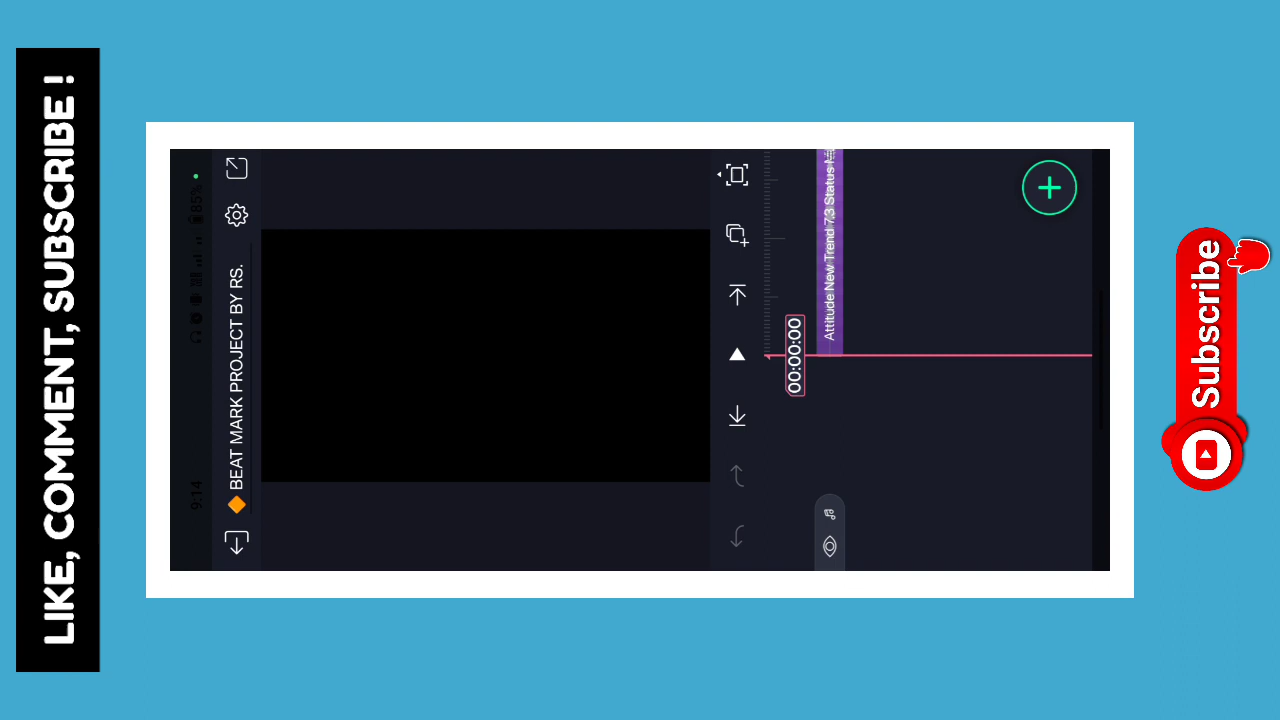 LIKE, COMMENT, SUBSCRIBE !
9:14
85%
🔶BEAT MARK PROJECT BY RS.
00:00:00
Attitude New Trend 7,3 Status
Subscribe